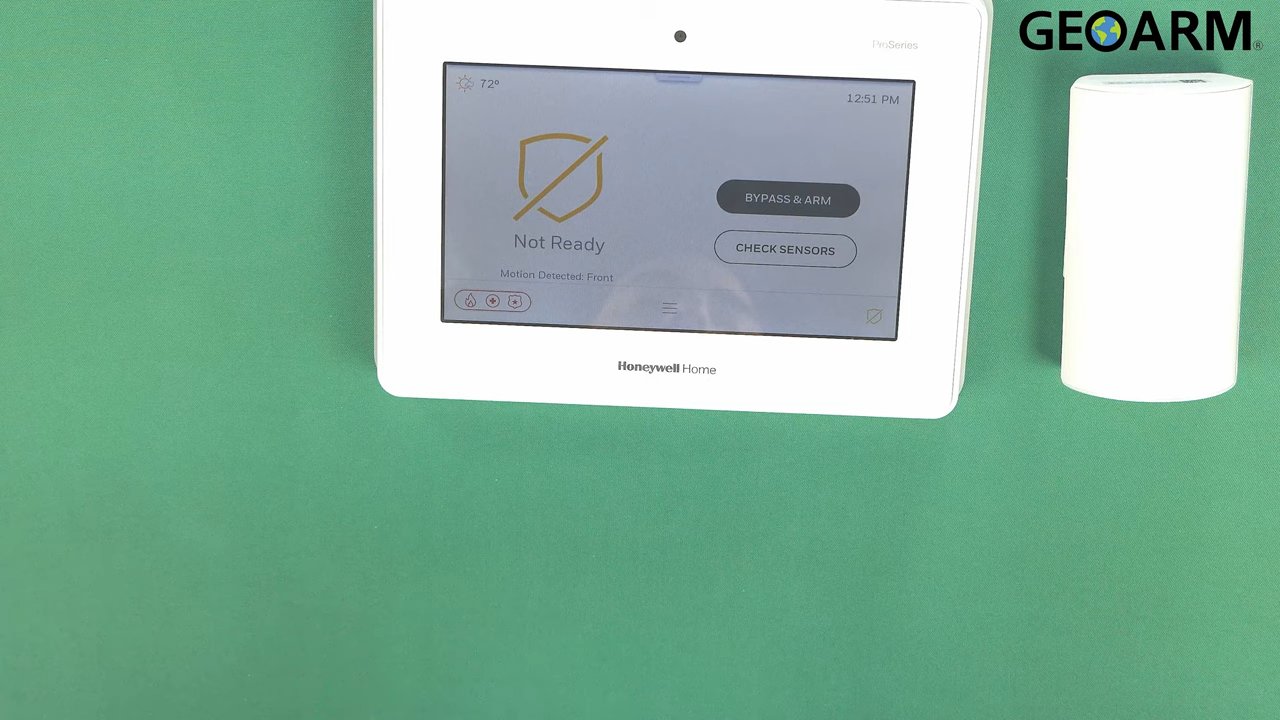 GEOARM®
ProSeries
72°
12:51 PM
BYPASS & ARM
Not Ready
CHECK SENSORS
Motion Detected: Front
Honeywell Home